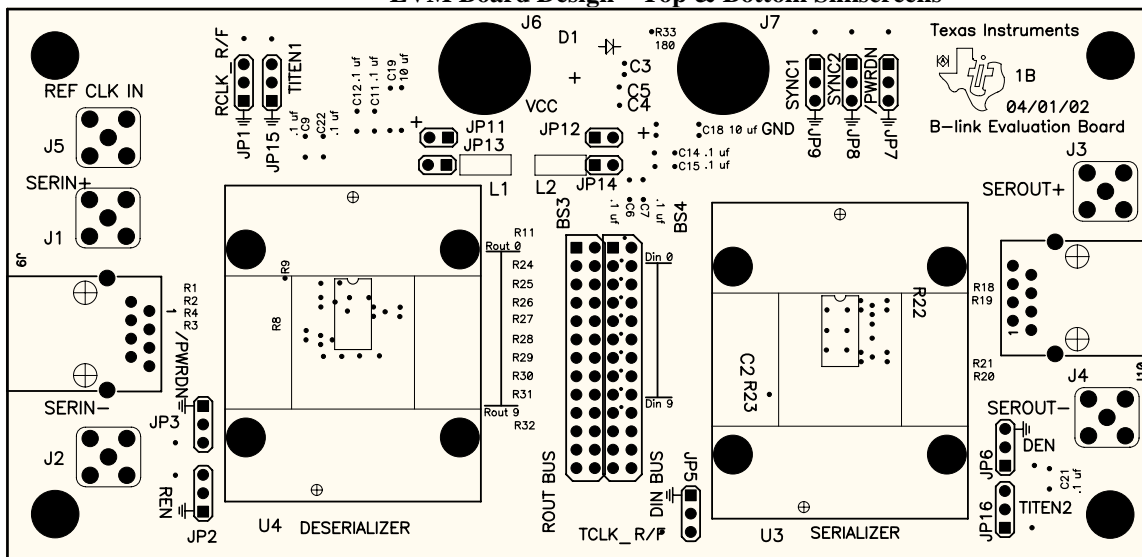 EVM Board Design – Top & Bottom Silkscreens
J6
J7
D1
R33
180
RCLK_R/F
TITEN1
C12 .1 uf
C11 .1 uf
C19
10 uf
C3
C5
C4
VCC
SYNC1
SYNC2
/PWRDN
Texas Instruments
1B
04/01/02
B-link Evaluation Board
REF CLK IN
J5
JP1
JP15
.1 uf
C9
C22
.1 uf
JP11
JP13
JP12
JP14
C18 10 uf GND
C14 .1 uf
C15 .1 uf
JP9
JP8
JP7
J3
SERIN+
J1
L1
L2
BS3
.1 uf
C6
C7
.1 uf
BS4
SEROUT+
J9
R1
R2
R4
R3
1
/PWRDN
R9
R8
Rout 0
R11
R24
R25
R26
R27
R28
R29
R30
R31
Rout 9
R32
Din 0
Din 9
R22
C2
R23
R18
R19
1
R21
R20
J10
SERIN-
JP3
J2
REN
JP2
U4
DESERIALIZER
ROUT BUS
DIN BUS
JP5
TCLK_R/F
U3
SERIALIZER
J4
SEROUT-
DEN
JP6
C21
.1 uf
TITEN2
JP16